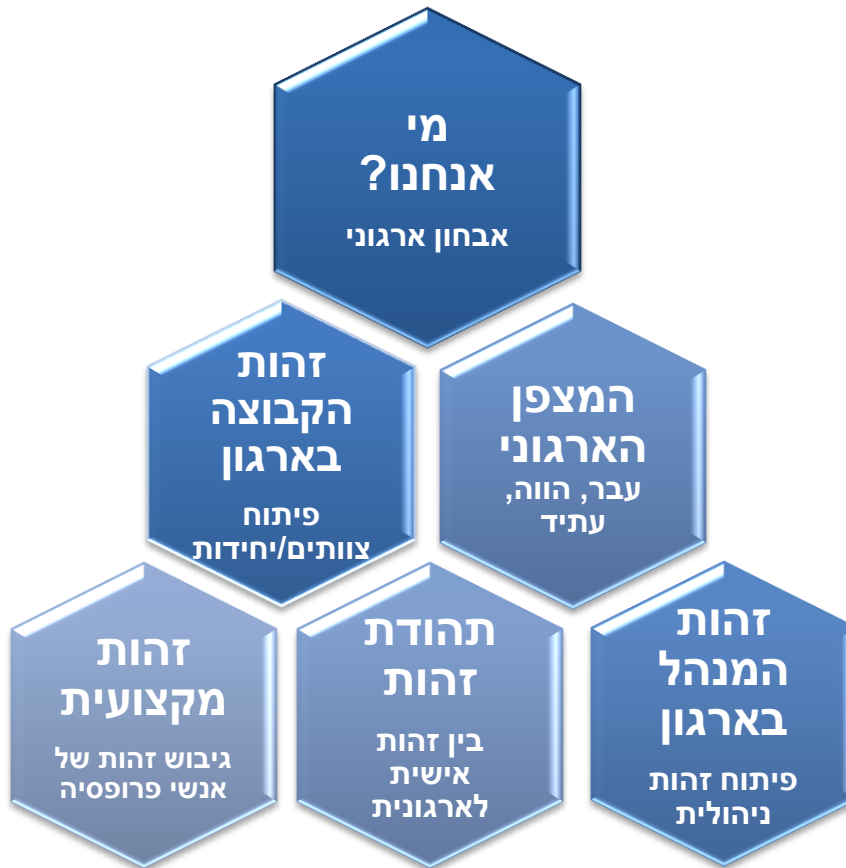 מי
אנחנו?
אבחון ארגוני
המצפן
הארגוני
עבר, הווה,
עתיד
זהות
הקבוצה
בארגון
פיתוח
צוותים/יחידות
זהות
המנהל
בארגון
פיתוח זהות
ניהולית
תהודת
זהות
בין זהות
אישית
לארגונית
זהות
מקצועית
גיבוש זהות של
אנשי פרופסיה